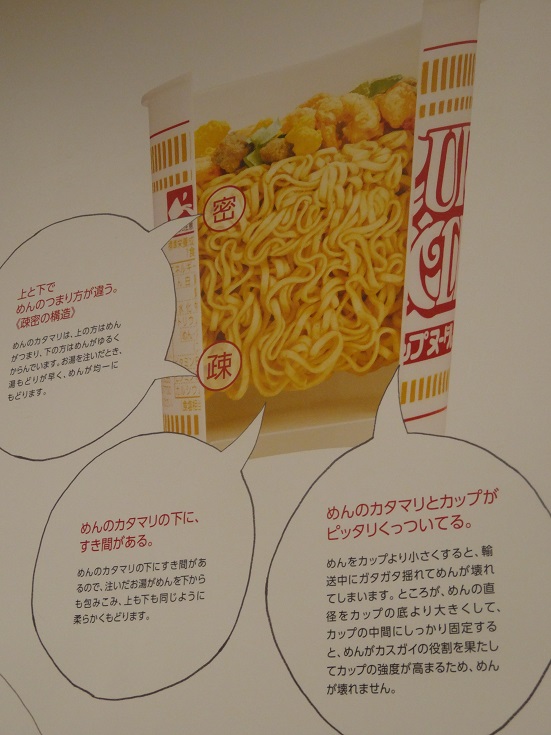 密
疎
ップヌードル
上と下で
めんのつまり方が違う。
《疎密の構造》
めんのカタマリは、上の方はめん
がつまり、下の方はめんがゆるく
からんでいます。お湯を注いだとき、
湯もどりが早く、めんが均一に
もどります。
めんのカタマリの下に、
すき間がある。
めんのカタマリの下にすき間があ
るので、注いだお湯がめんを下から
も包みこみ、上も下も同じように
柔らかくもどります。
めんのカタマリとカップが
ピッタリくっついてる。
めんをカップより小さくすると、輸
送中にガタガタ揺れてめんが壊れ
てしまいます。ところが、めんの直
径をカップの底より大きくして、
カップの中間にしっかり固定する
と、めんがカスガイの役割を果たし
てカップの強度が高まるため、めん
が壊れません。